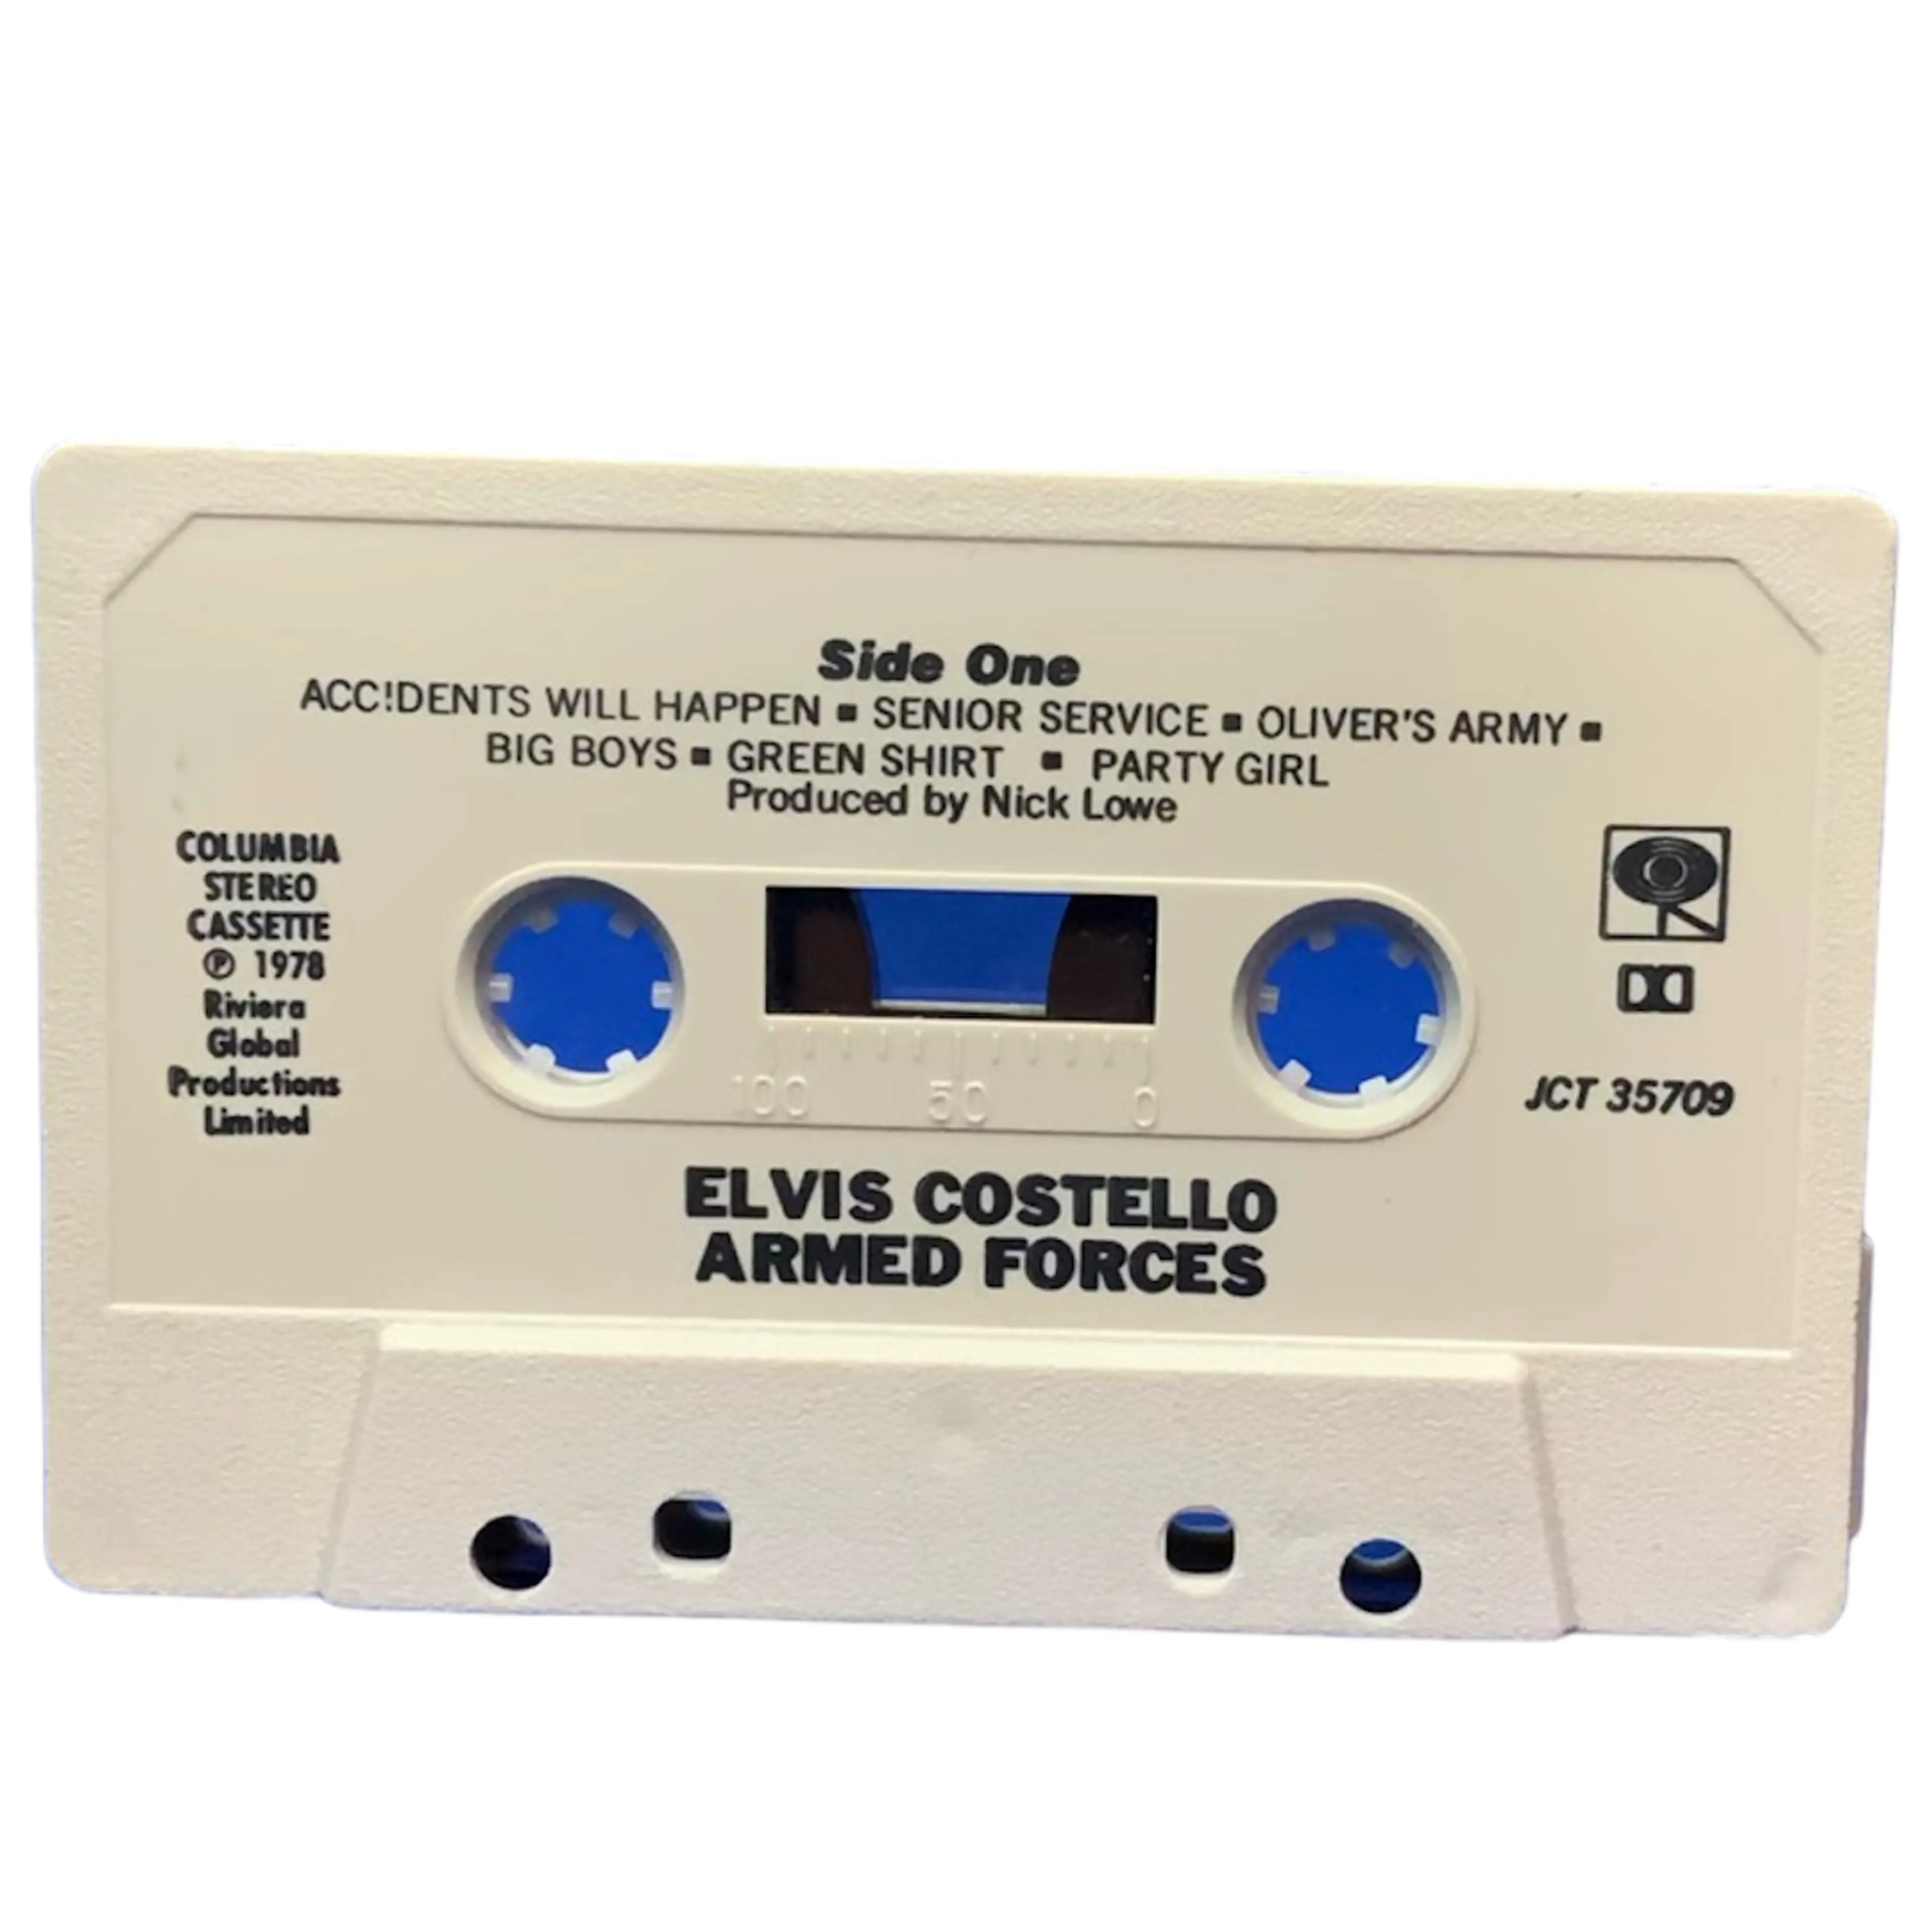 Side One
ACC!DENTS WILL HAPPEN ▪ SENIOR SERVICE ▪ OLIVER'S ARMY ▪
BIG BOYS ▪ GREEN SHIRT ▪ PARTY GIRL
Produced by Nick Lowe
COLUMBIA
STEREO
CASSETTE
℗ 1978
Riviera
Global
Productions
Limited
100 50 0
JCT 35709
ELVIS COSTELLO
ARMED FORCES